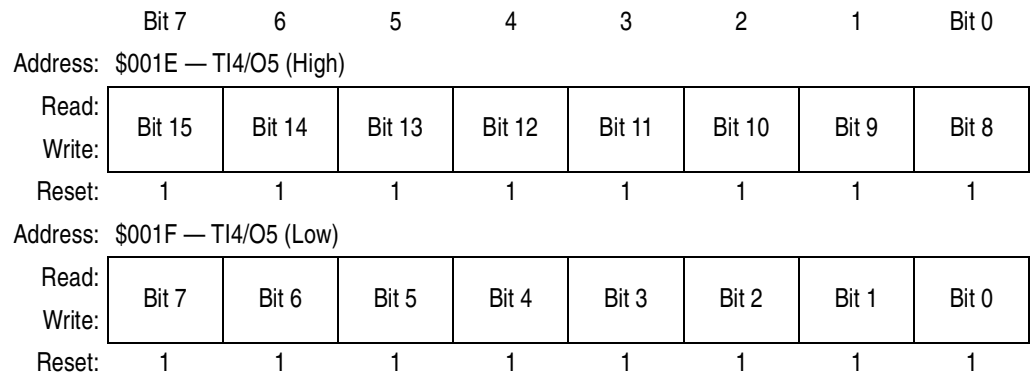 Bit 7 6 5 4 3 2 1 Bit 0
Address: $001E — TI4/O5 (High)
Read:
Bit 15 Bit 14 Bit 13 Bit 12 Bit 11 Bit 10 Bit 9 Bit 8
Write:
Reset: 1 1 1 1 1 1 1 1
Address: $001F — TI4/O5 (Low)
Read:
Bit 7 Bit 6 Bit 5 Bit 4 Bit 3 Bit 2 Bit 1 Bit 0
Write:
Reset: 1 1 1 1 1 1 1 1